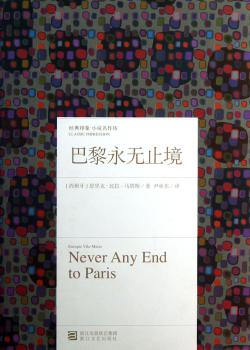 经典印象·小说名作坊
CLASSIC IMPRESSION
巴黎永无止境
[西班牙]恩里克·比拉-马塔斯/著 尹承东/译
Enrique Vila-Matas
Never Any End
to Paris
浙江出版联合集团
浙江文艺出版社